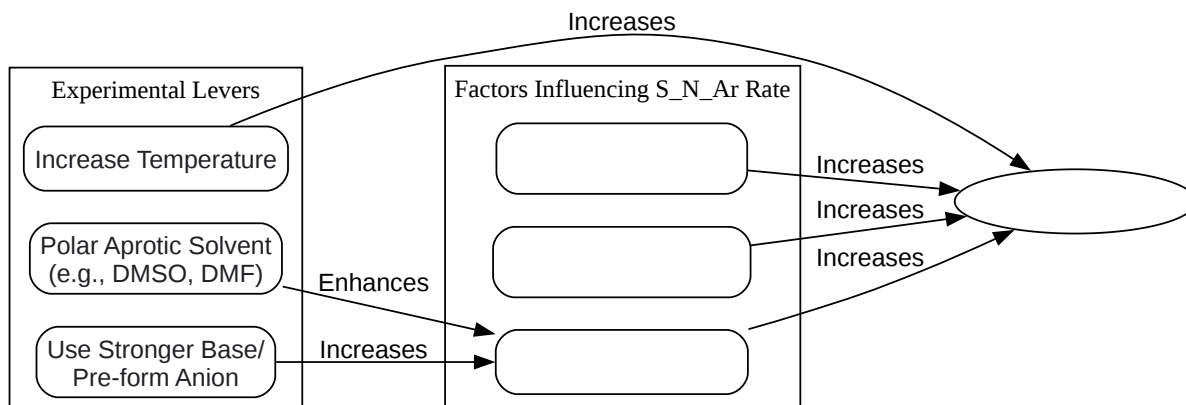 Increases
Experimental Levers
Factors Influencing S_N_Ar Rate
Increase Temperature
Increases
Polar Aprotic Solvent
(e.g., DMSO, DMF)
Increases
Increases
Enhances
Use Stronger Base/
Pre-form Anion
Increases